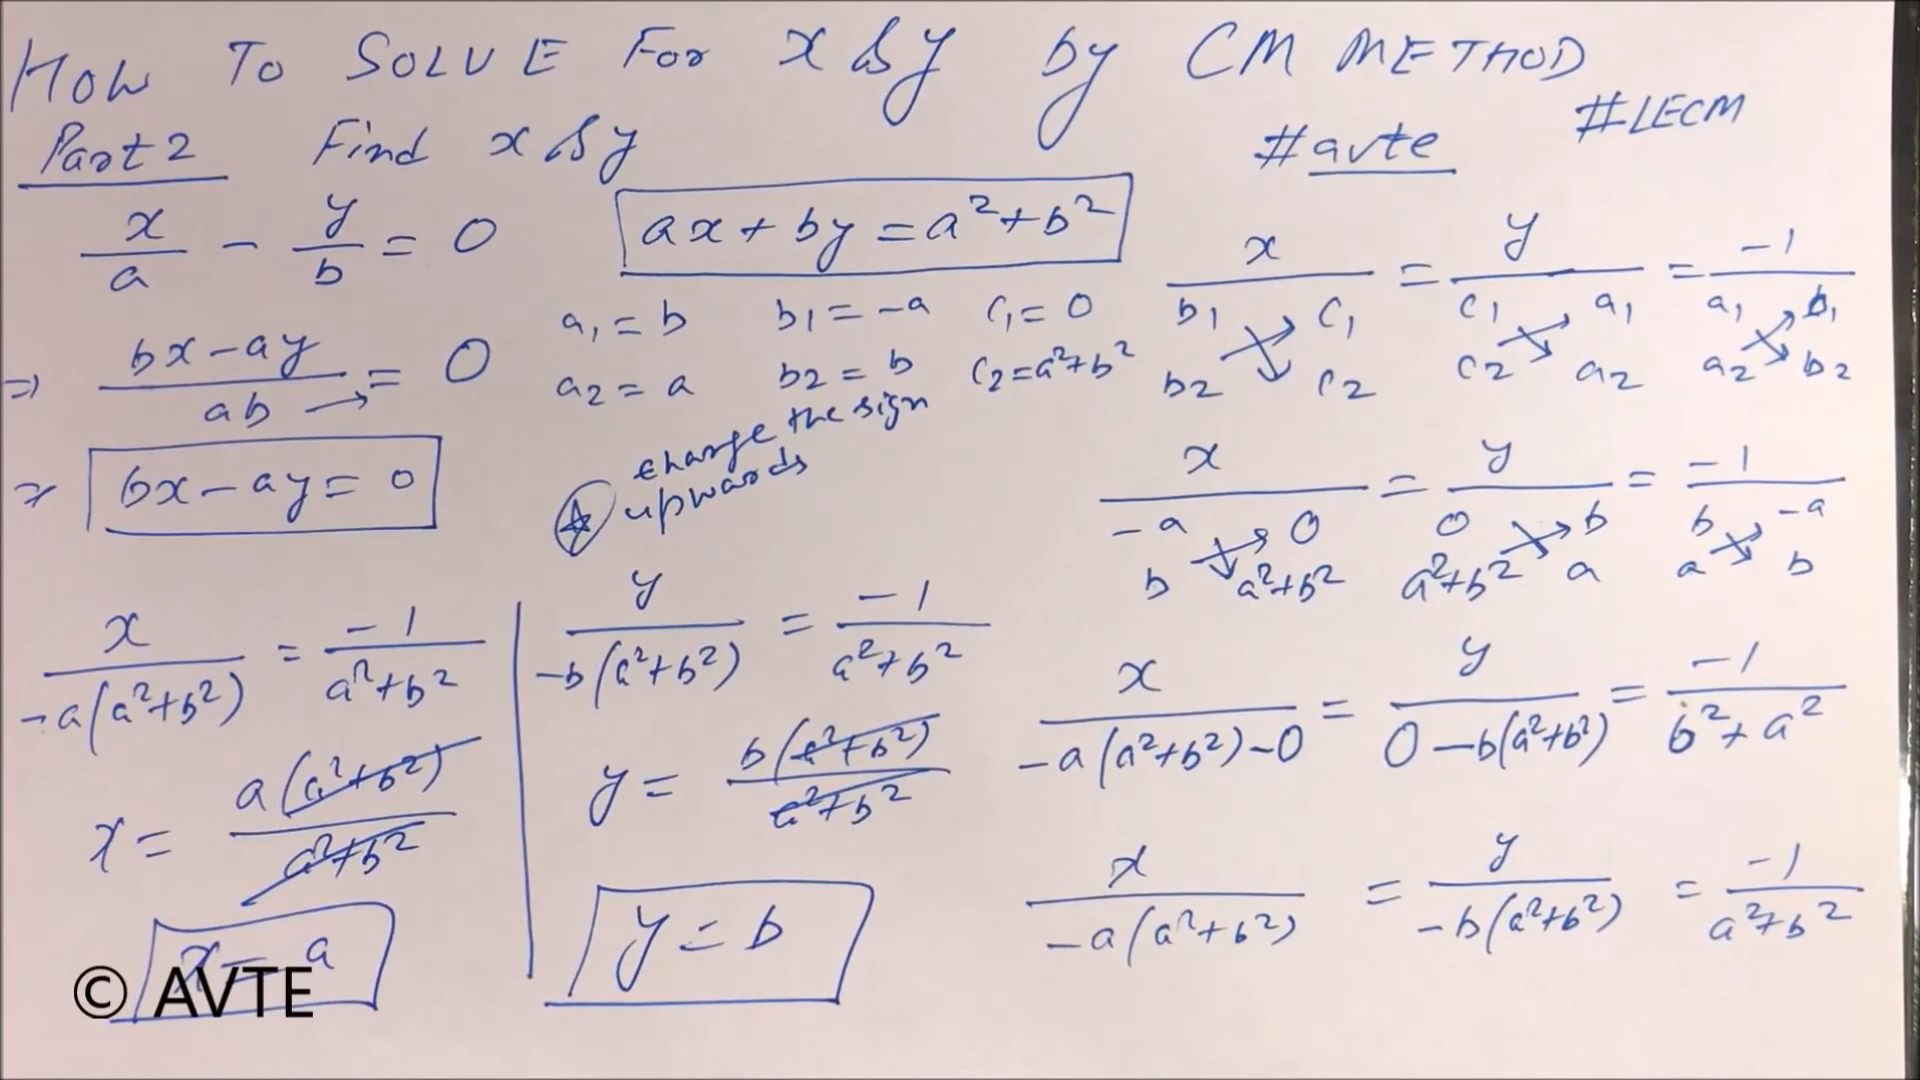 HOW TO SOLVE FOR x & y by CM METHOD
#LECM
Part 2 Find x & y #avte
x/a - y/b = 0
ax + by = a² + b²
⇒ bx - ay/ab = 0
⇒ bx - ay = 0
a₁ = b b₁ = -a c₁ = 0
a₂ = a b₂ = b c₂ = a² + b²
change the sign
upwards
x/-a(a² + b²) = -1/a² + b²
x = a(a² + b²)/a² + b²
x = a
y/-b(a² + b²) = -1/a² + b²
y = b(a² + b²)/a² + b²
y = b
x = y = -1
b₁ c₁ c₁ a₁ a₁ b₁
b₂ c₂ c₂ a₂ a₂ b₂
x = y = -1
-a 0 0 b b -a
b a² + b² a² + b² a a b
x/-a(a² + b²) - 0 = y/0 - b(a² + b²) = -1/b² + a²
x/-a(a² + b²) = y/-b(a² + b²) = -1/a² + b²
© AVTE